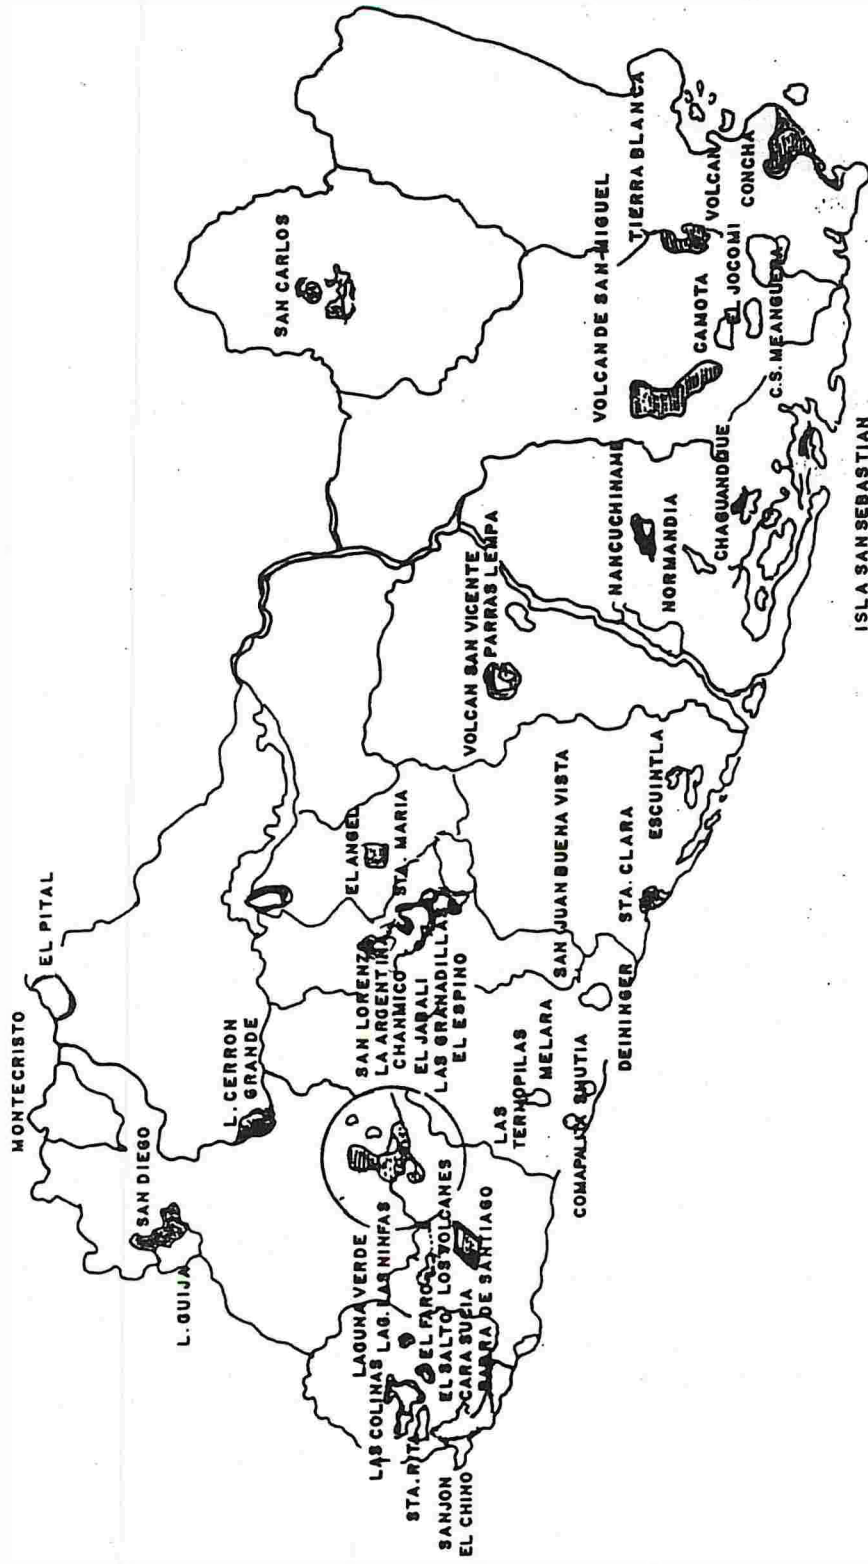 MONTECRISTO
EL PITAL
SAN DIEGO
L. GUIJA
L. CERRON
GRANDE
SAN CARLOS
LAGUNA VERDE
LAS COLINAS
LAG. LAS NINFAS
STA. RITA
EL FARO
EL SALTO
LOS VOLCANES
SANJON
EL CHINO
CARA SUCIA
BARRA DE SANTIAGO
SAN LORENZO
LA ARGENTINA
CHANMICO
EL JABALI
LAS GRANADILLAS
EL ESPINO
EL ANGEL
STA. MARIA
LAS
TERMOPILAS
MELARA
COMAPALI
SHUTIA
DEININGER
SAN JUAN BUENA VISTA
STA. CLARA
ESCUINTLA
VOLCAN SAN VICENTE
PARRAS LEMPA
NANCUCHINAME
NORMANDIA
CHAGUANDOUE
VOLCAN DE SAN MIGUEL
TIERRA BLANCA
CAMOTA
EL JOCOMI
VOLCAN
CONCHA
C.S. MEANGUERA
ISLA SAN SEBASTIAN